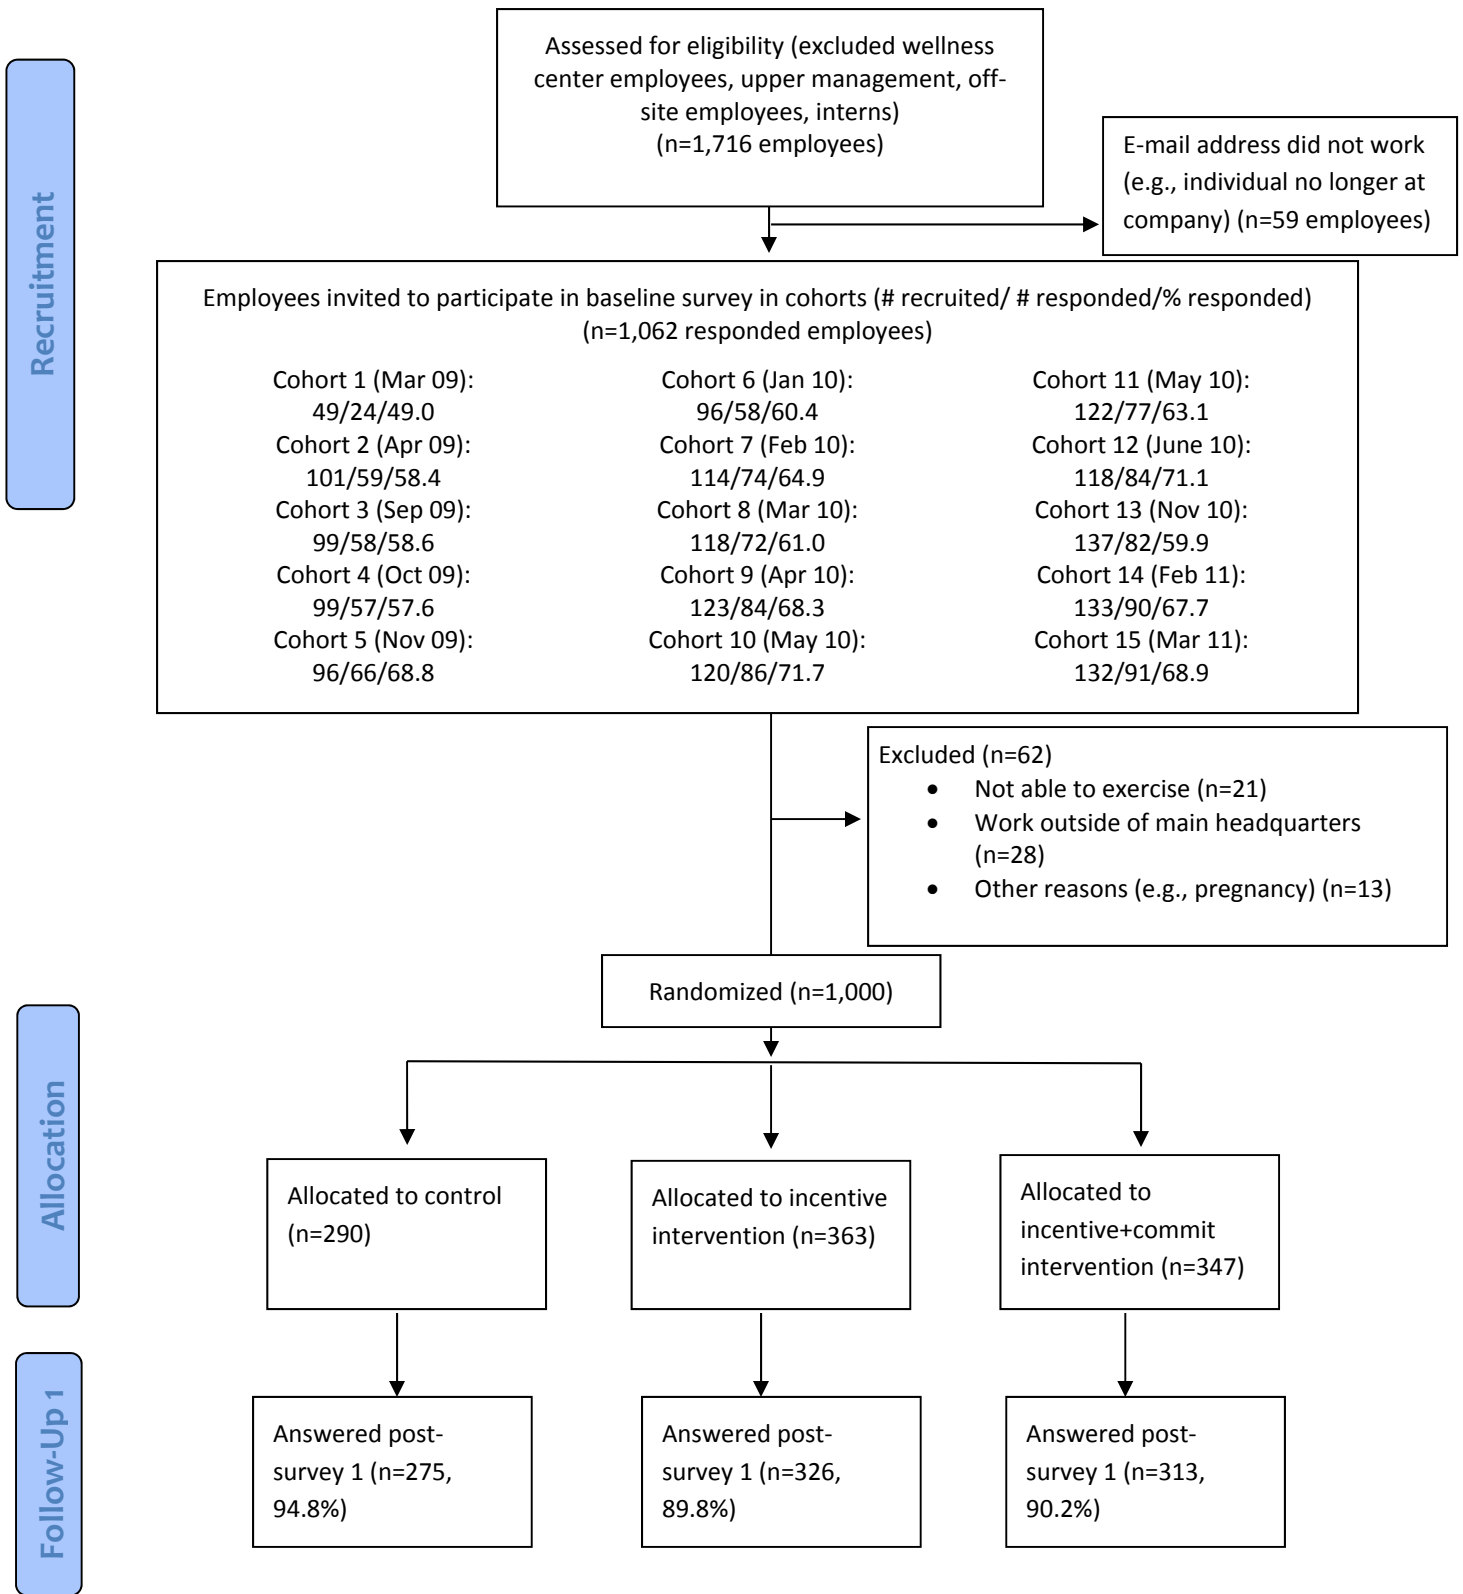 Recruitment
Assessed for eligibility (excluded wellness
center employees, upper management, off-
site employees, interns)
(n=1,716 employees)
E-mail address did not work
(e.g., individual no longer at
company) (n=59 employees)
Employees invited to participate in baseline survey in cohorts (# recruited/ # responded/% responded)
(n=1,062 responded employees)
Cohort 1 (Mar 09):
49/24/49.0
Cohort 2 (Apr 09):
101/59/58.4
Cohort 3 (Sep 09):
99/58/58.6
Cohort 4 (Oct 09):
99/57/57.6
Cohort 5 (Nov 09):
96/66/68.8
Cohort 6 (Jan 10):
96/58/60.4
Cohort 7 (Feb 10):
114/74/64.9
Cohort 8 (Mar 10):
118/72/61.0
Cohort 9 (Apr 10):
123/84/68.3
Cohort 10 (May 10):
120/86/71.7
Cohort 11 (May 10):
122/77/63.1
Cohort 12 (June 10):
118/84/71.1
Cohort 13 (Nov 10):
137/82/59.9
Cohort 14 (Feb 11):
133/90/67.7
Cohort 15 (Mar 11):
132/91/68.9
Excluded (n=62)
• Not able to exercise (n=21)
• Work outside of main headquarters
(n=28)
• Other reasons (e.g., pregnancy) (n=13)
Randomized (n=1,000)
Allocation
Allocated to control
(n=290)
Allocated to incentive
intervention (n=363)
Allocated to
incentive+commit
intervention (n=347)
Follow-Up 1
Answered post-
survey 1 (n=275,
94.8%)
Answered post-
survey 1 (n=326,
89.8%)
Answered post-
survey 1 (n=313,
90.2%)